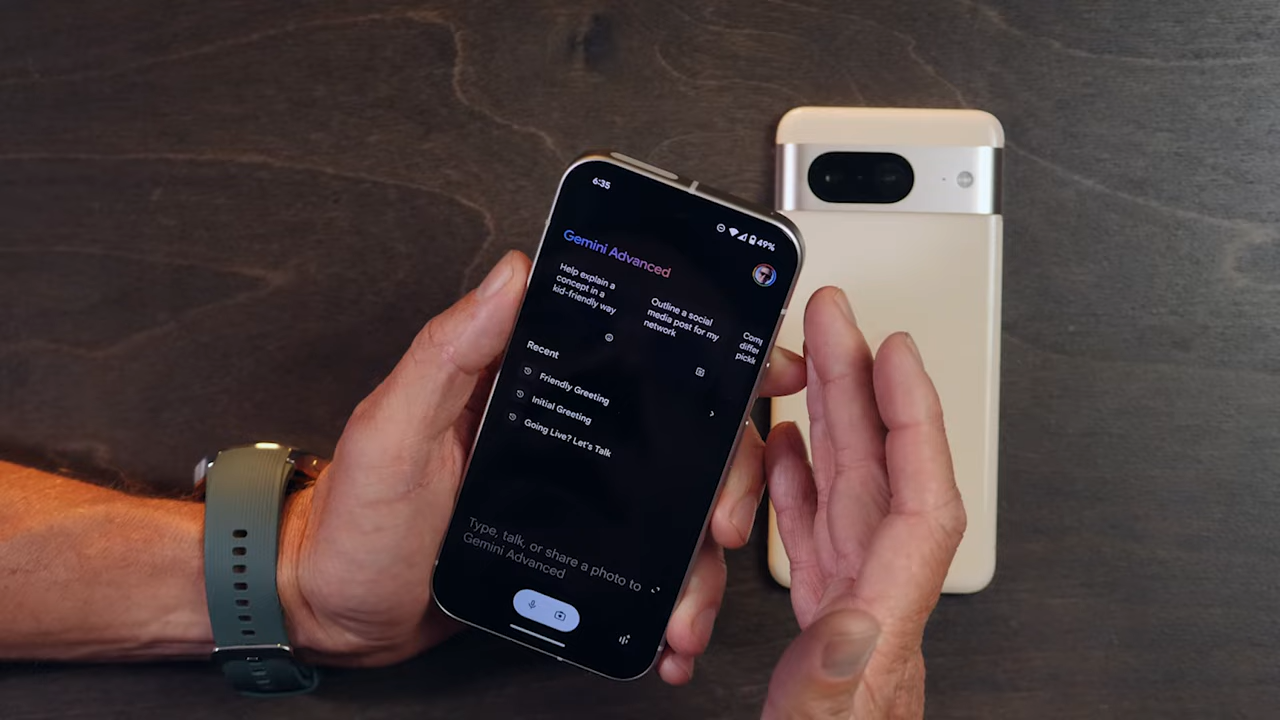 6:35
49%
Gemini Advanced
Help explain a
concept in a
kid-friendly way
Outline a social
media post for my
network
Recent
Friendly Greeting
Initial Greeting
Going Live? Let's Talk
Type, talk, or share a photo to
Gemini Advanced